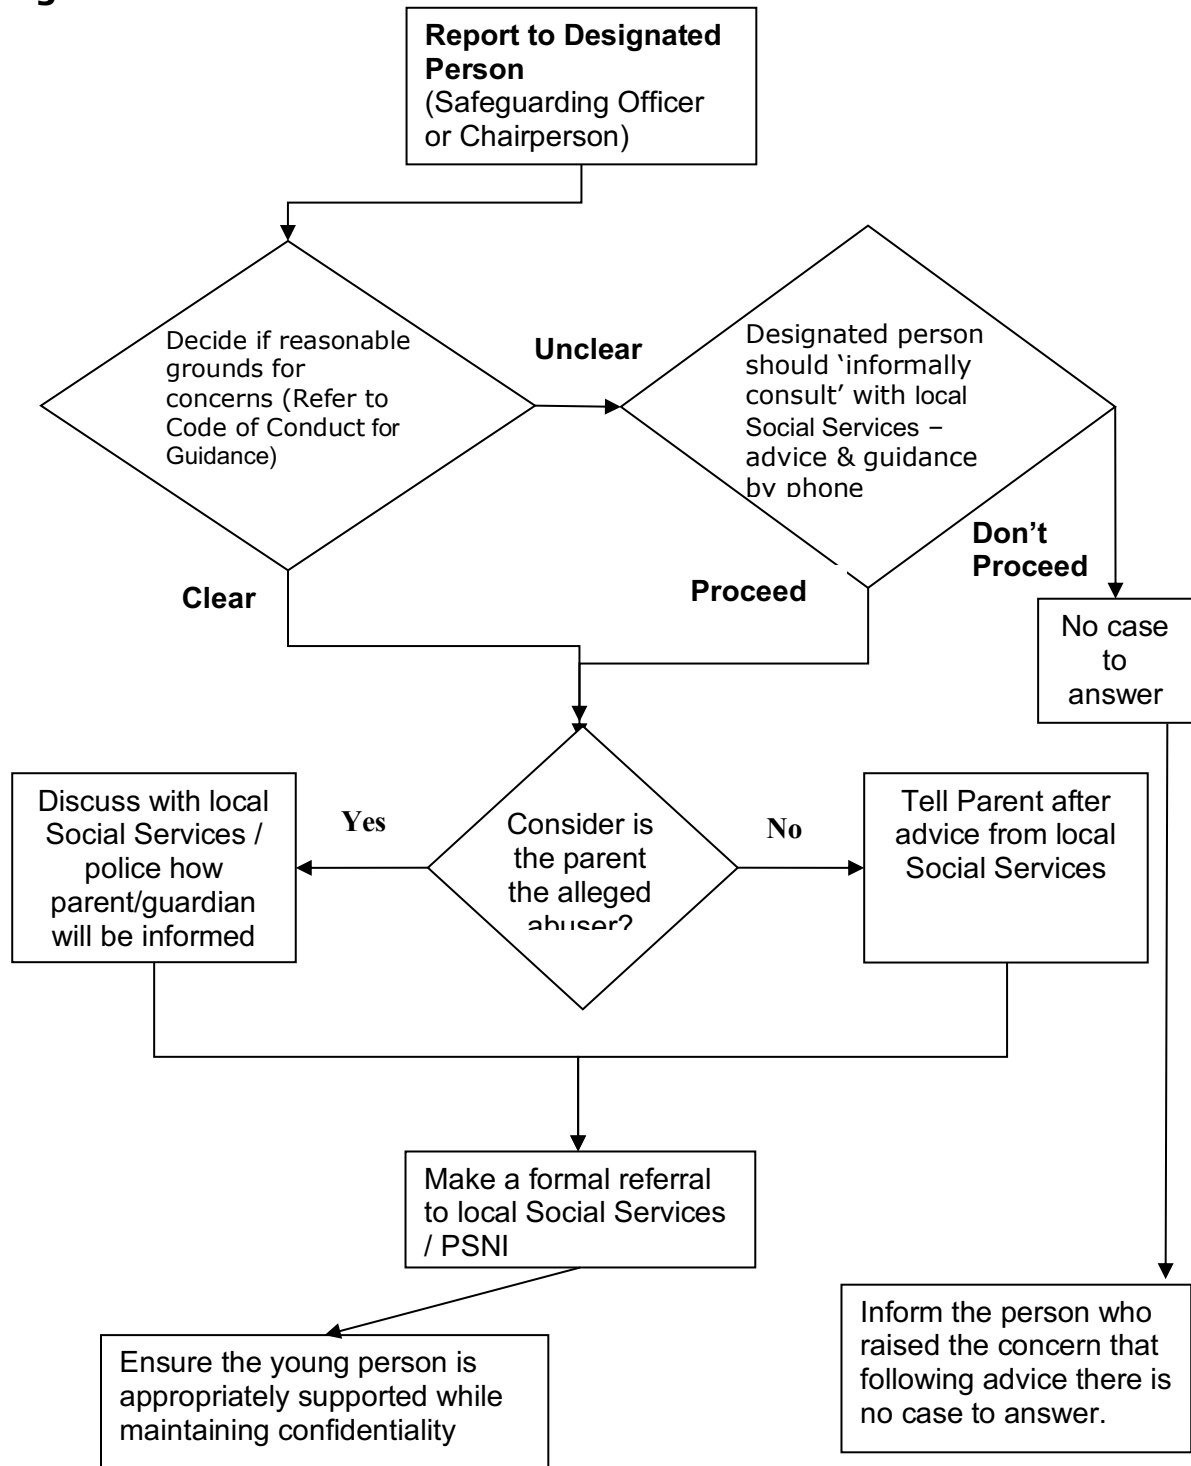 Report to Designated
Person
(Safeguarding Officer
or Chairperson)
Decide if reasonable
grounds for
concerns (Refer to
Code of Conduct for
Guidance)
Unclear
Designated person
should ‘informally
consult’ with local
Social Services –
advice & guidance
by phone
Clear
Proceed
Don’t
Proceed
No case
to
answer
Discuss with local
Social Services /
police how
parent/guardian
will be informed
Yes
Consider is
the parent
the alleged
abuser?
No
Tell Parent after
advice from local
Social Services
Make a formal referral
to local Social Services
/ PSNI
Inform the person who
raised the concern that
following advice there is
no case to answer.
Ensure the young person is
appropriately supported while
maintaining confidentiality